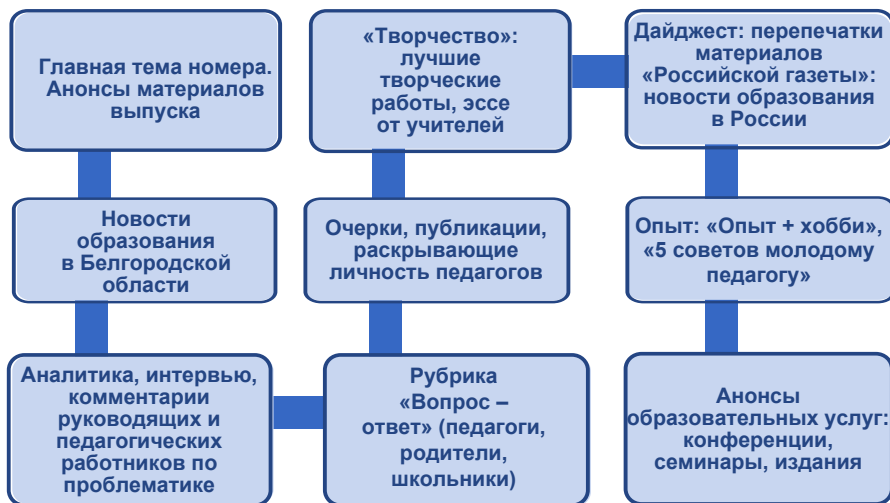 Главная тема номера.
Анонсы материалов
выпуска
Новости
образования
в Белгородской
области
Аналитика, интервью,
комментарии
руководящих и
педагогических
работников по
проблематике
Рубрика
«Вопрос –
ответ» (педагоги,
родители,
школьники)
Очерки, публикации,
раскрывающие
личность педагогов
«Творчество»:
лучшие
творческие
работы, эссе
от учителей
Дайджест: перепечатки
материалов
«Российской газеты»:
новости образования
в России
Опыт: «Опыт + хобби»,
«5 советов молодому
педагогу»
Анонсы
образовательных услуг:
конференции,
семинары, издания